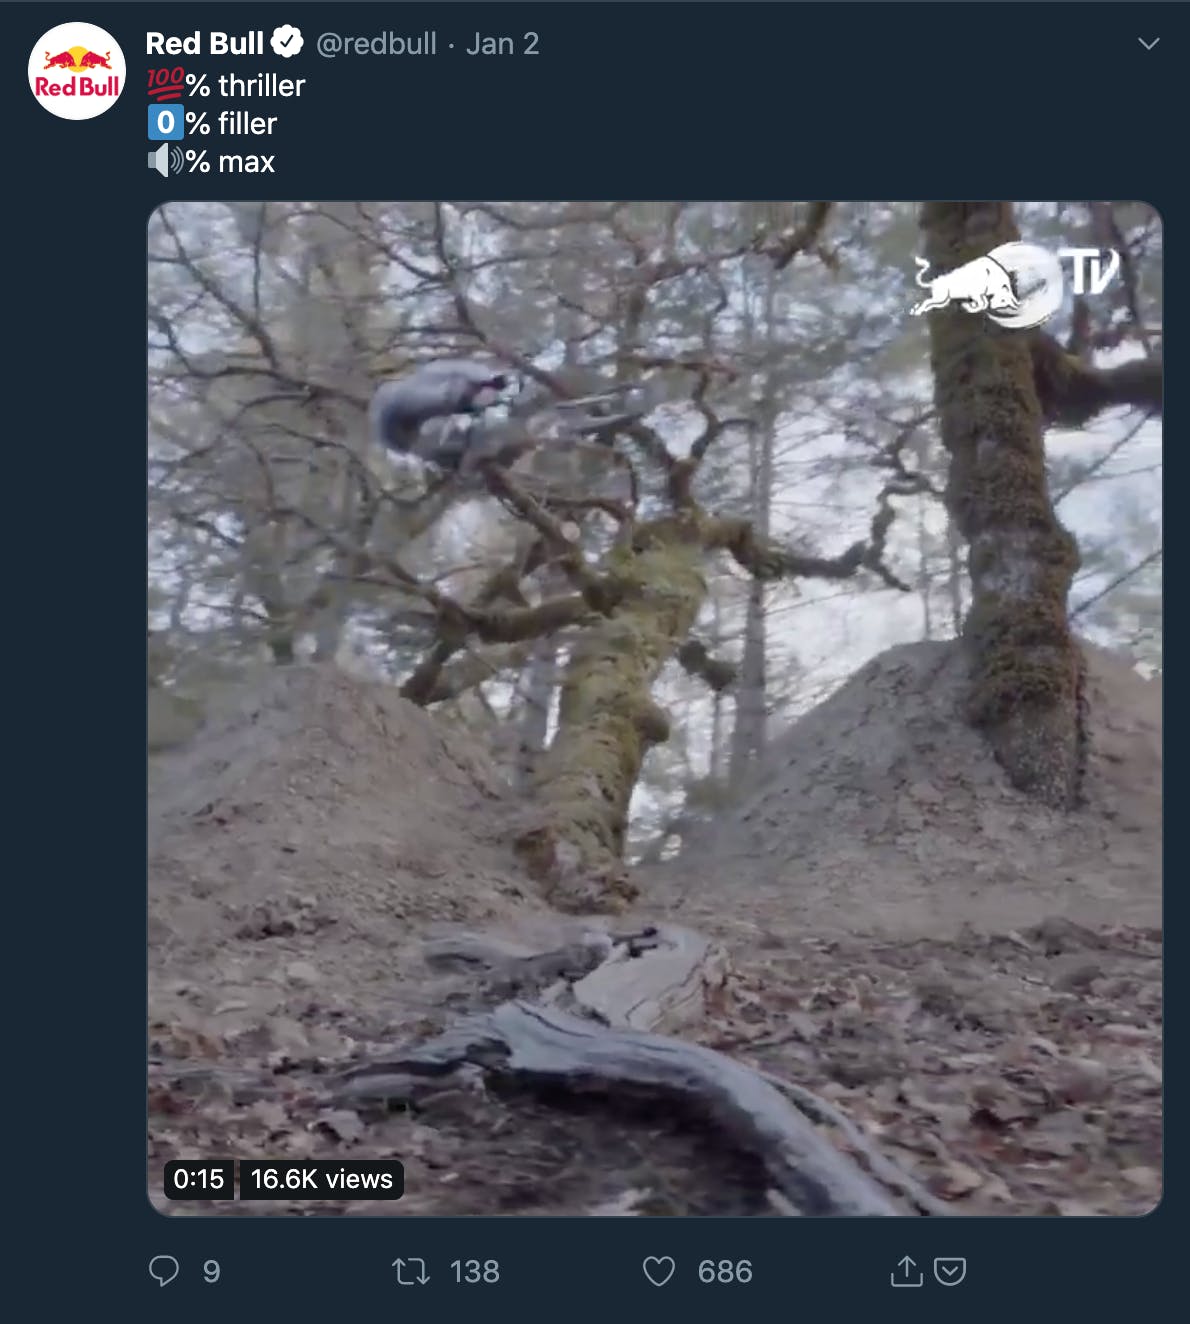 Red Bull @redbull · Jan 2
💯% thriller
0️⃣% filler
🔊% max
Red Bull
TV
0:15 16.6K views
9 138 686